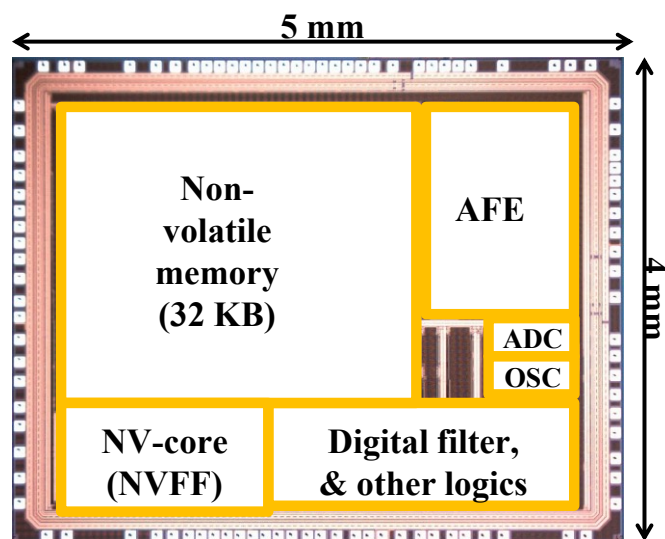 5 mm
Non-
volatile
memory
(32 KB)
AFE
4 mm
ADC
OSC
NV-core
(NVFF)
Digital filter,
& other logics